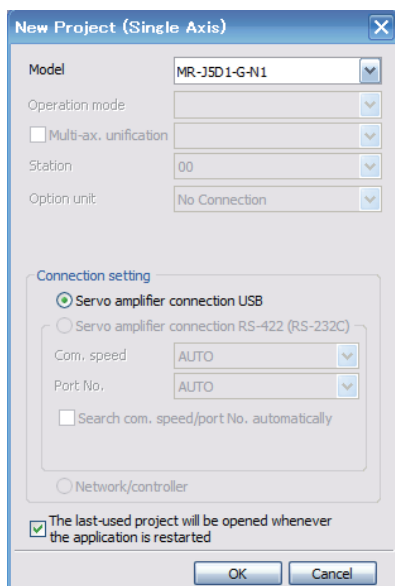 New Project (Single Axis)
Model
MR-J5D1-G-N1
Operation mode
Multi-ax. unification
Station
00
Option unit
No Connection
Connection setting
Servo amplifier connection USB
Servo amplifier connection RS-422 (RS-232C)
Com. speed
AUTO
Port No.
AUTO
Search com. speed/port No. automatically
Network/controller
The last-used project will be opened whenever
the application is restarted
OK
Cancel